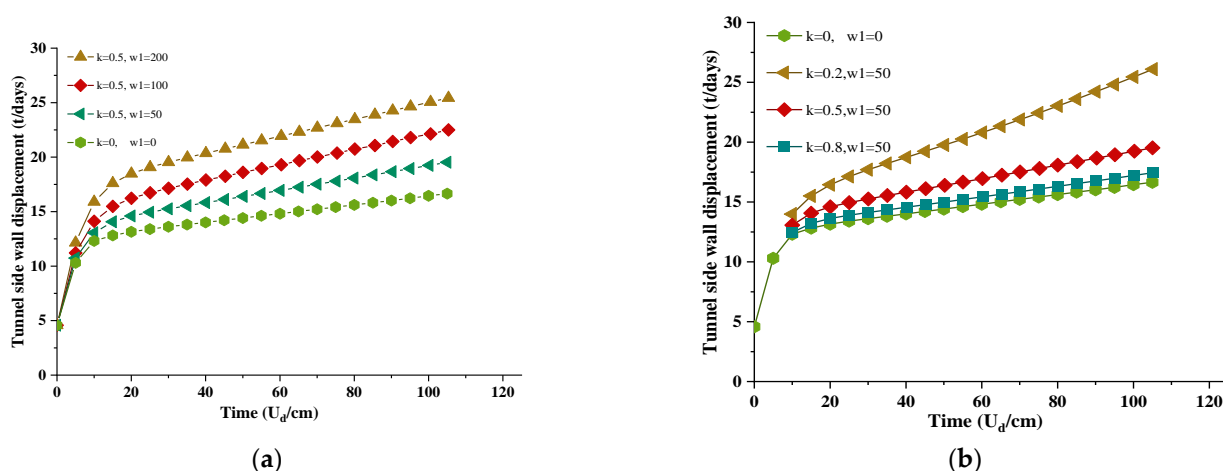 30
25
20
15
10
5
0
Tunnel side wall displacement (t/days)
k=0.5, w1=200
k=0.5, w1=100
k=0.5, w1=50
k=0, w1=0
0 20 40 60 80 100 120
Time (Ud/cm)
(a)
30
25
20
15
10
5
0
Tunnel side wall displacement (t/days)
k=0, w1=0
k=0.2,w1=50
k=0.5,w1=50
k=0.8,w1=50
0 20 40 60 80 100 120
Time (Ud/cm)
(b)